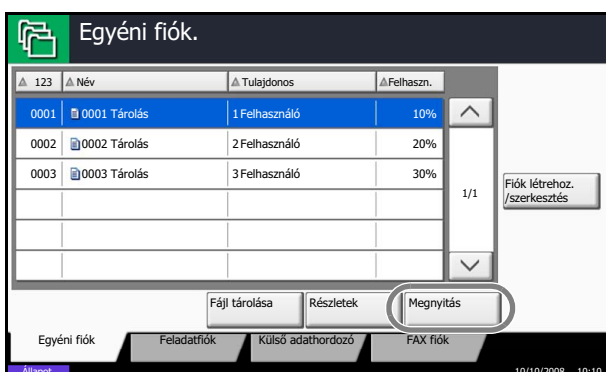 Egyéni fiók.
123 Név Tulajdonos Felhaszn.
0001 0001 Tárolás 1 Felhasználó 10%
0002 0002 Tárolás 2 Felhasználó 20%
0003 0003 Tárolás 3 Felhasználó 30%
1/1
Fiók létrehoz.
/szerkesztés
Fájl tárolása Részletek Megnyitás
Egyéni fiók Feladatfiók Külső adathordozó FAX fiók
Állapot 10/10/2008 10:10